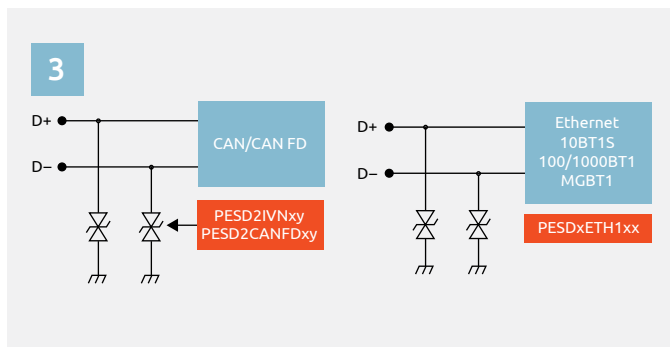 3
D+
D−
CAN/CAN FD
PESD2IVNxy
PESD2CANFDxy
D+
D−
Ethernet
10BT1S
100/1000BT1
MGBT1
PESDxETH1xx